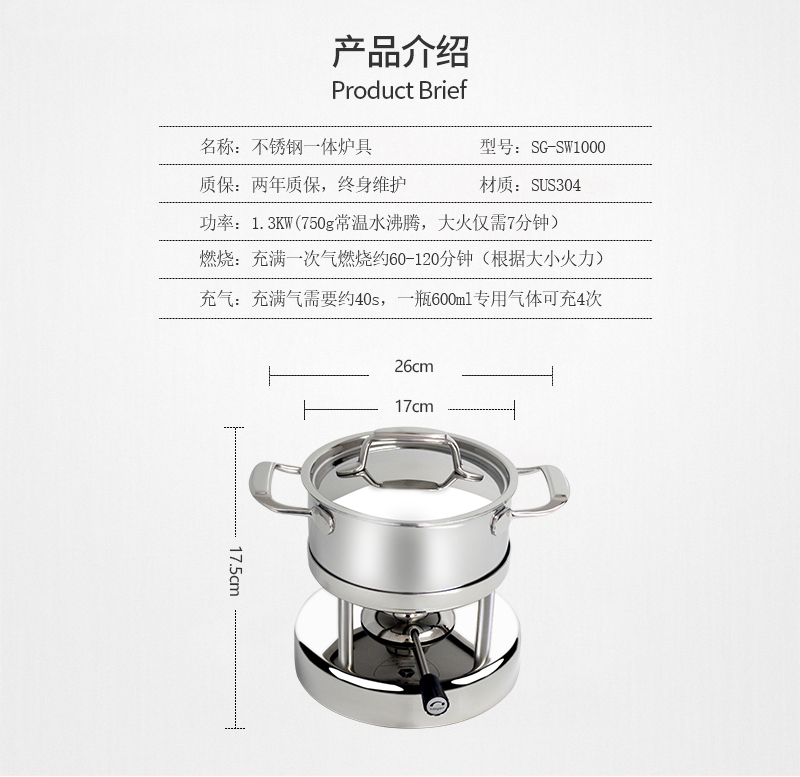 产品介绍
Product Brief
名称：不锈钢一体炉具 型号：SG-SW1000
质保：两年质保，终身维护 材质：SUS304
功率：1.3KW(750g常温水沸腾，大火仅需7分钟）
燃烧：充满一次气燃烧约60-120分钟（根据大小火力）
充气：充满气需要约40s，一瓶600ml专用气体可充4次
26cm
17cm
17.5cm